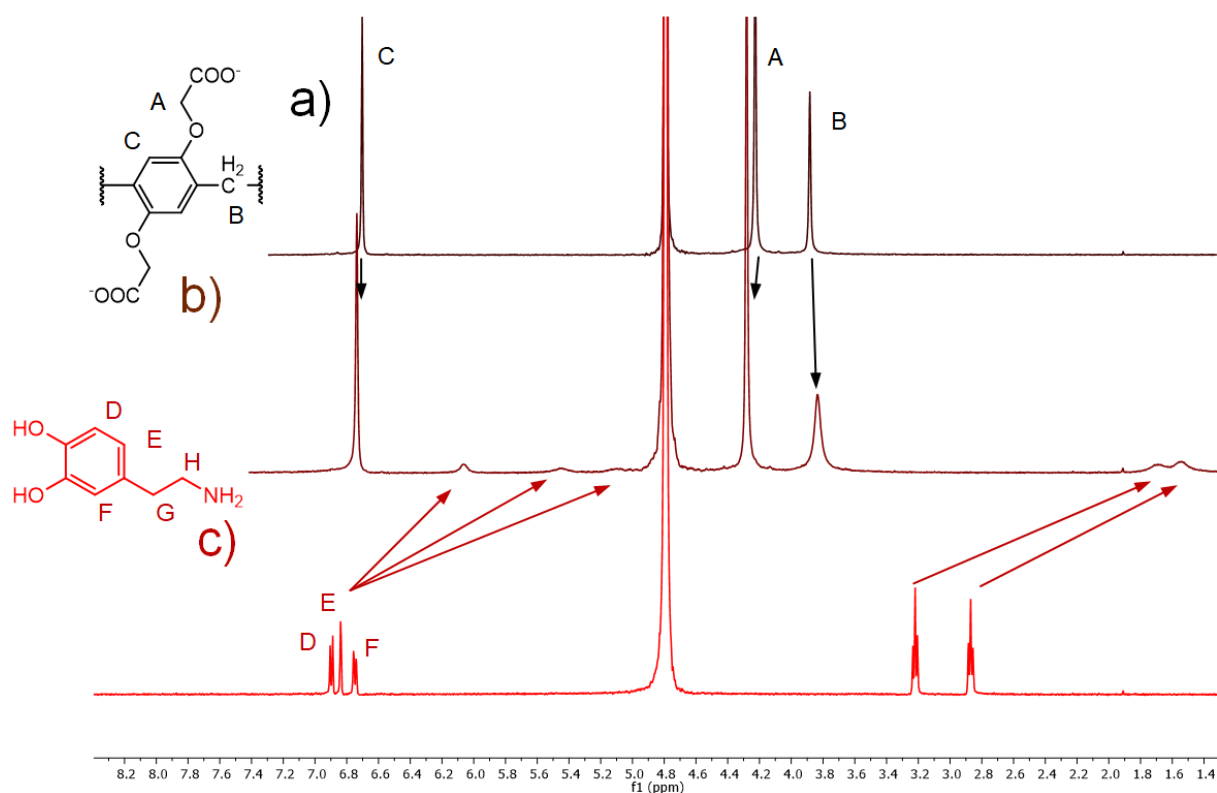 COO⁻
A
O
C
H₂
C
B
O
⁻OOC
a)
b)
C
A
B
HO
HO
D
E
F
G
H
NH₂
c)
E
D
F
8.2 8.0 7.8 7.6 7.4 7.2 7.0 6.8 6.6 6.4 6.2 6.0 5.8 5.6 5.4 5.2 5.0 4.8 4.6 4.4 4.2 4.0 3.8 3.6 3.4 3.2 3.0 2.8 2.6 2.4 2.2 2.0 1.8 1.6 1.4
f1 (ppm)